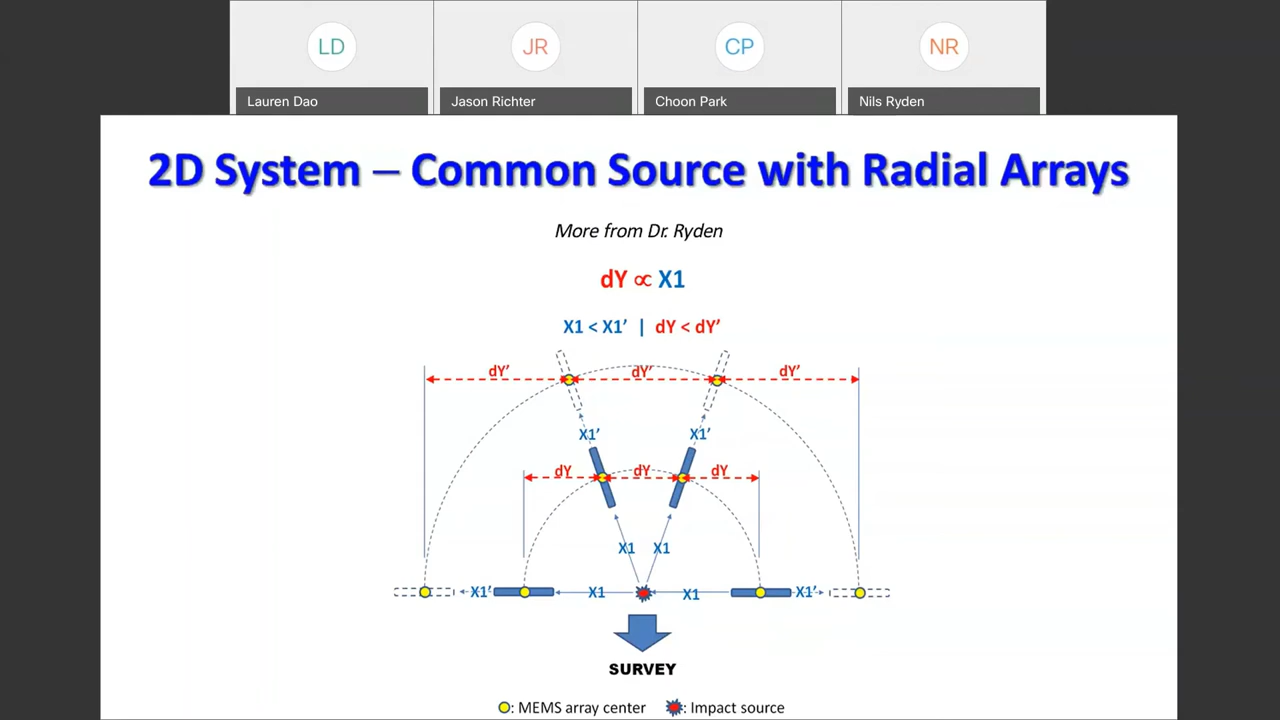 LD JR CP NR
Lauren Dao Jason Richter Choon Park Nils Ryden
2D System – Common Source with Radial Arrays
More from Dr. Ryden
dY ∝ X1
X1 < X1’ | dY < dY’
dY’ dY’ dY’
X1’ X1’
dY dY dY
X1 X1
X1’ X1 X1 X1’
SURVEY
: MEMS array center : Impact source